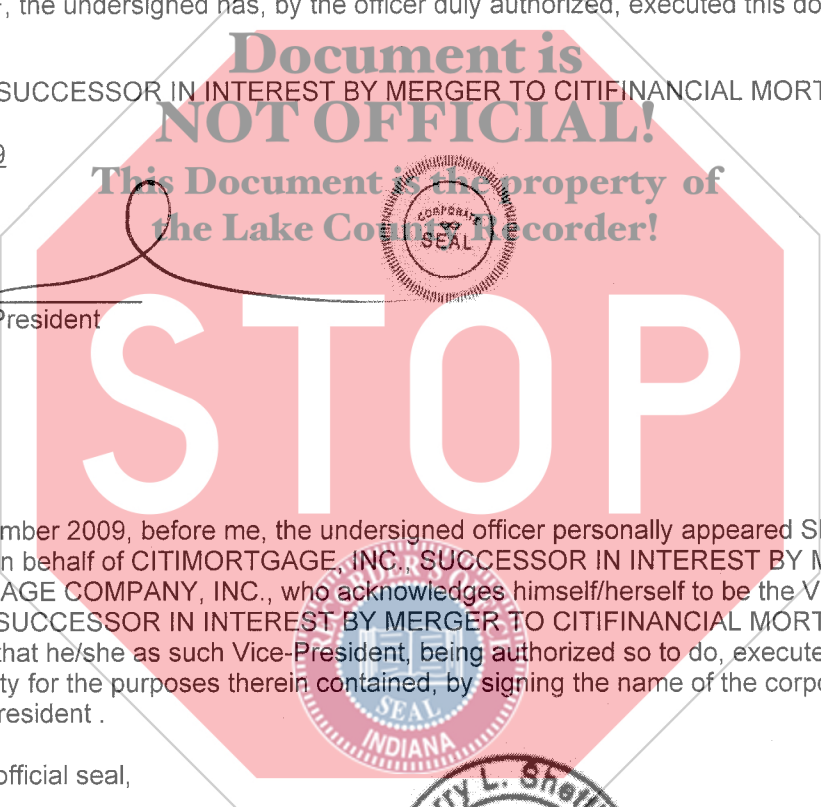 , the undersigned has, by the officer duly authorized, executed this do
Document is
SUCCESSOR IN INTEREST BY MERGER TO CITIFINANCIAL MORT
NOT OFFICIAL!
9
This Document is the property of
the Lake County Recorder!
CORPORATE
SEAL
President
STOP
mber 2009, before me, the undersigned officer personally appeared S
n behalf of CITIMORTGAGE, INC., SUCCESSOR IN INTEREST BY M
AGE COMPANY, INC., who acknowledges himself/herself to be the V
SUCCESSOR IN INTEREST BY MERGER TO CITIFINANCIAL MORT
that he/she as such Vice-President, being authorized so to do, execute
ty for the purposes therein contained, by signing the name of the corpo
resident .
RECORDER'S OFFICE
SEAL
INDIANA
official seal,
rry L. She